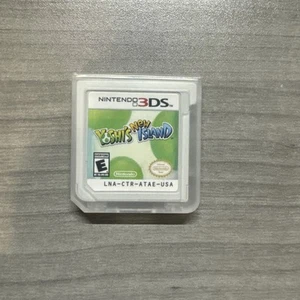 NINTENDO 3DS
YOSHI'S NEW ISLAND
E
Nintendo
LNA-CTR-ATAE-USA